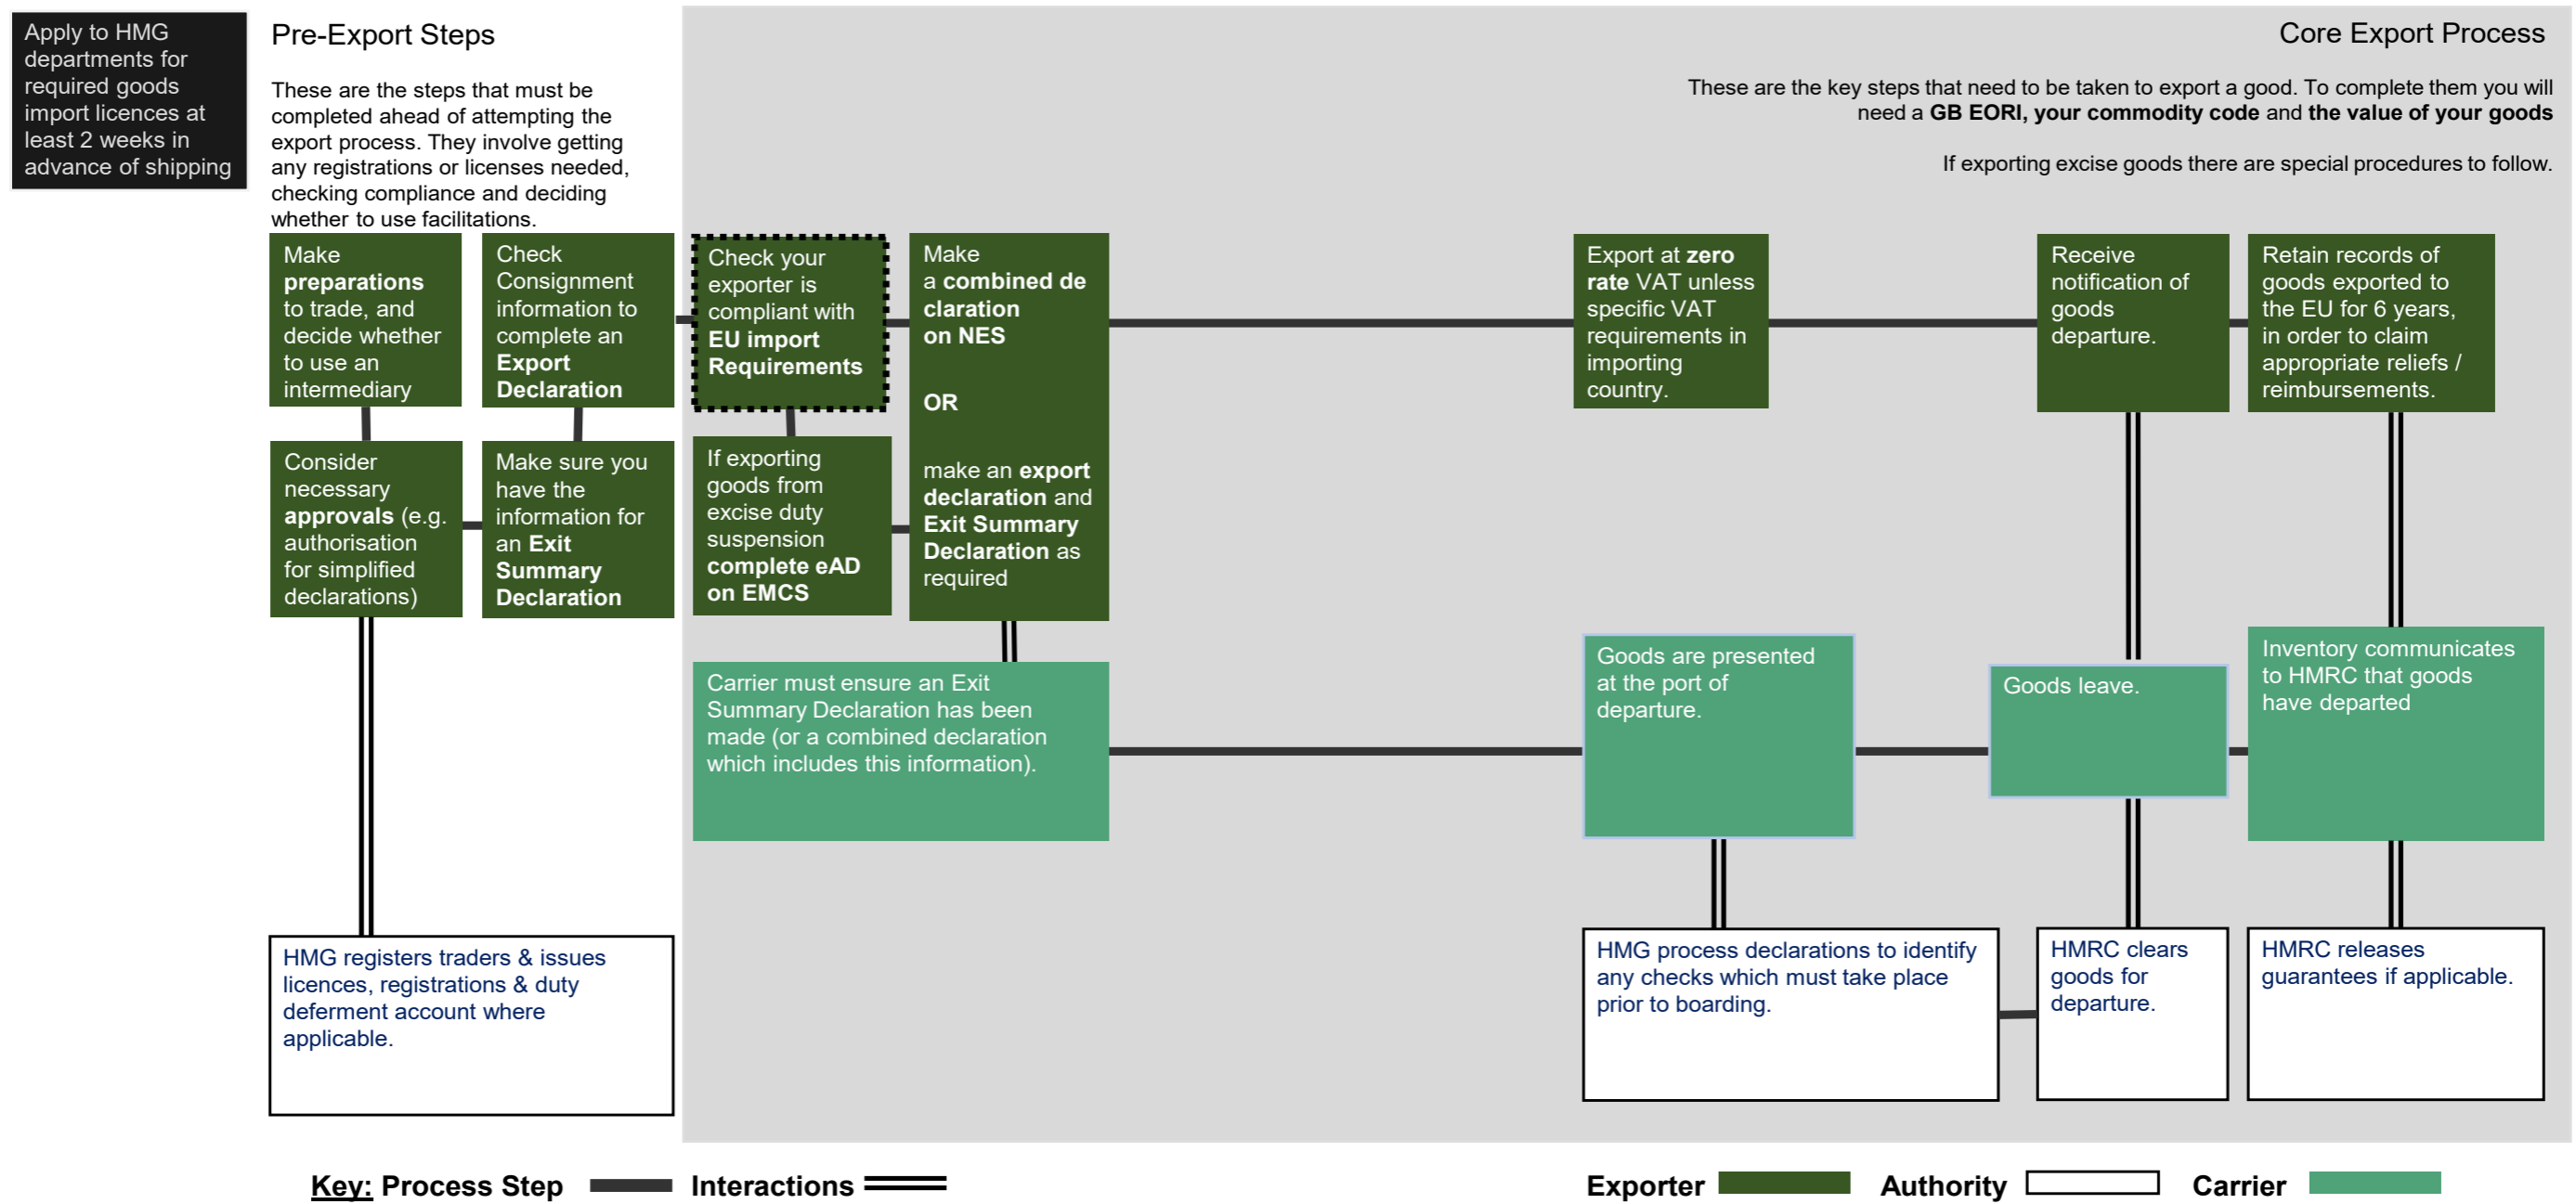 Apply to HMG
departments for
required goods
import licences at
least 2 weeks in
advance of shipping
Pre-Export Steps
These are the steps that must be
completed ahead of attempting the
export process. They involve getting
any registrations or licenses needed,
checking compliance and deciding
whether to use facilitations.
Core Export Process
These are the key steps that need to be taken to export a good. To complete them you will
need a GB EORI, your commodity code and the value of your goods
If exporting excise goods there are special procedures to follow.
Make
preparations
to trade, and
decide whether
to use an
intermediary
Check
Consignment
information to
complete an
Export
Declaration
Check your
exporter is
compliant with
EU import
Requirements
Make
a combined de
claration
on NES
OR
make an export
declaration and
Exit Summary
Declaration as
required
Export at zero
rate VAT unless
specific VAT
requirements in
importing
country.
Receive
notification of
goods
departure.
Retain records of
goods exported to
the EU for 6 years,
in order to claim
appropriate reliefs /
reimbursements.
Consider
necessary
approvals (e.g.
authorisation
for simplified
declarations)
Make sure you
have the
information for
an Exit
Summary
Declaration
If exporting
goods from
excise duty
suspension
complete eAD
on EMCS
Carrier must ensure an Exit
Summary Declaration has been
made (or a combined declaration
which includes this information).
Goods are presented
at the port of
departure.
Goods leave.
Inventory communicates
to HMRC that goods
have departed
HMG registers traders & issues
licences, registrations & duty
deferment account where
applicable.
HMG process declarations to identify
any checks which must take place
prior to boarding.
HMRC clears
goods for
departure.
HMRC releases
guarantees if applicable.
Key: Process Step
Interactions
Exporter
Authority
Carrier